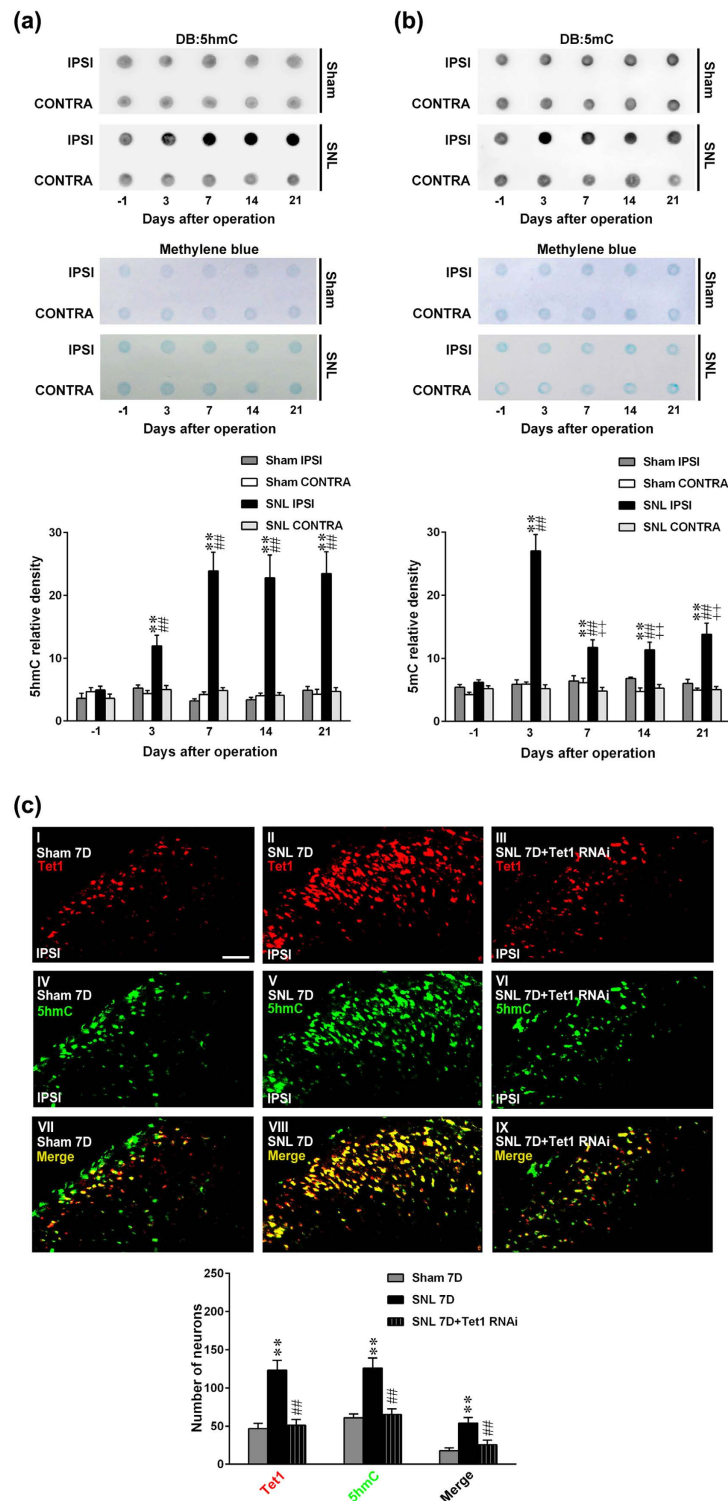 (a)
DB:5hmC
IPSI
CONTRA
Sham
IPSI
CONTRA
SNL
-1 3 7 14 21
Days after operation
Methylene blue
IPSI
CONTRA
Sham
IPSI
CONTRA
SNL
-1 3 7 14 21
Days after operation
Sham IPSI
Sham CONTRA
SNL IPSI
SNL CONTRA
5hmC relative density
30
20
10
0
** ##
** ##
** ##
** ##
-1 3 7 14 21
Days after operation
(b)
DB:5mC
IPSI
CONTRA
Sham
IPSI
CONTRA
SNL
-1 3 7 14 21
Days after operation
Methylene blue
IPSI
CONTRA
Sham
IPSI
CONTRA
SNL
-1 3 7 14 21
Days after operation
Sham IPSI
Sham CONTRA
SNL IPSI
SNL CONTRA
5mC relative density
30
20
10
0
** ##
** ## ++
** ## ++
** ## ++
-1 3 7 14 21
Days after operation
(c)
I
Sham 7D
Tet1
IPSI
II
SNL 7D
Tet1
IPSI
III
SNL 7D+Tet1 RNAi
Tet1
IPSI
IV
Sham 7D
5hmC
IPSI
V
SNL 7D
5hmC
IPSI
VI
SNL 7D+Tet1 RNAi
5hmC
IPSI
VII
Sham 7D
Merge
VIII
SNL 7D
Merge
IX
SNL 7D+Tet1 RNAi
Merge
Number of neurons
250
200
150
100
50
0
Sham 7D
SNL 7D
SNL 7D+Tet1 RNAi
** ##
** ##
** ##
Tet1
5hmC
Merge